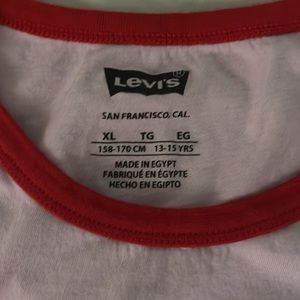 Levi's ®
SAN FRANCISCO, CAL.
XL TG EG
158-170 CM 13-15 YRS
MADE IN EGYPT
FABRIQUÉ EN ÉGYPTE
HECHO EN EGIPTO